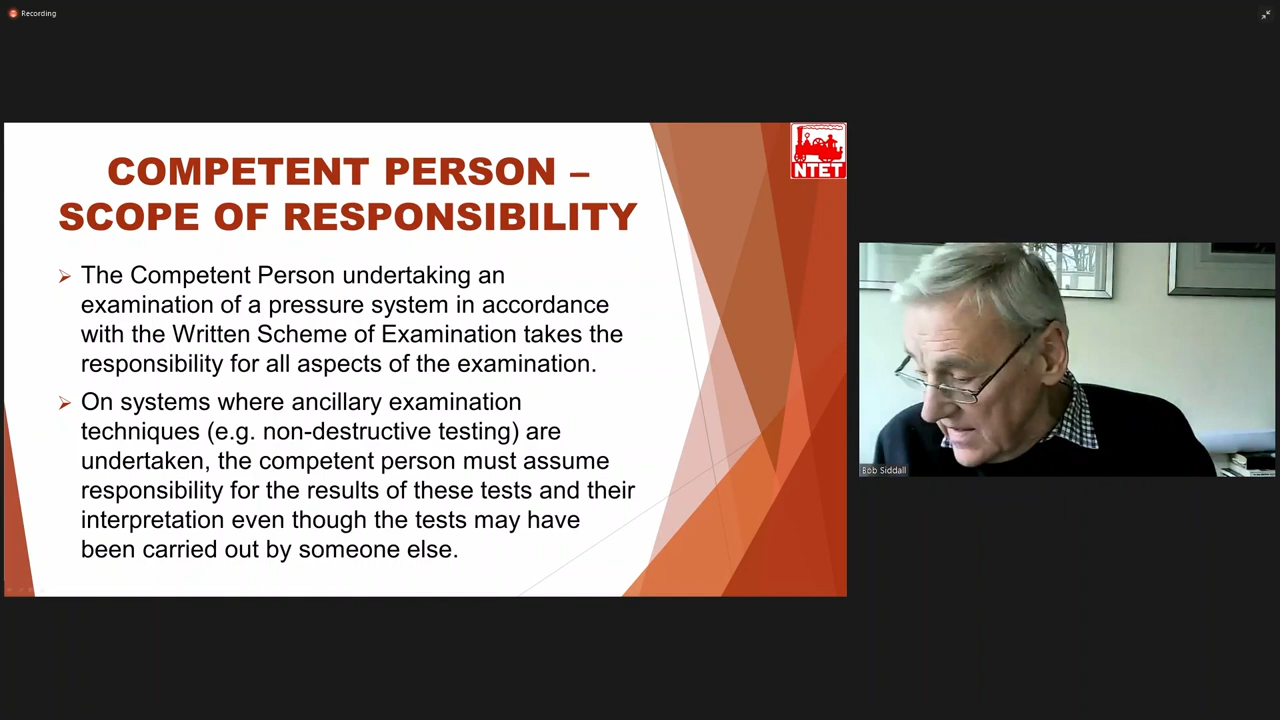 Recording
COMPETENT PERSON –
SCOPE OF RESPONSIBILITY
NTET
The Competent Person undertaking an
examination of a pressure system in accordance
with the Written Scheme of Examination takes the
responsibility for all aspects of the examination.
On systems where ancillary examination
techniques (e.g. non-destructive testing) are
undertaken, the competent person must assume
responsibility for the results of these tests and their
interpretation even though the tests may have
been carried out by someone else.
Bob Siddall